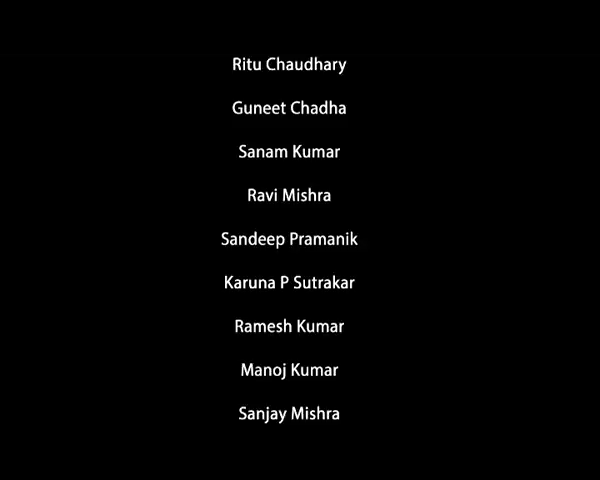 Ritu Chaudhary
Guneet Chadha
Sanam Kumar
Ravi Mishra
Sandeep Pramanik
Karuna P Sutrakar
Ramesh Kumar
Manoj Kumar
Sanjay Mishra